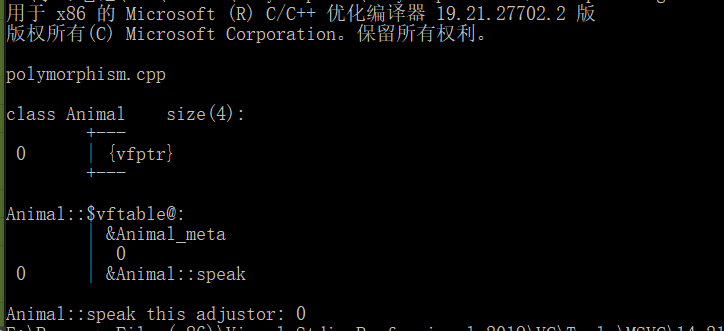 用于 x86 的 Microsoft (R) C/C++ 优化编译器 19.21.27702.2 版
版权所有(C) Microsoft Corporation。保留所有权利。
polymorphism.cpp
class Animal    size(4):
        +---
 0      | {vfptr}
        +---
Animal::$vftable@:
        | &Animal_meta
        |  0
 0      | &Animal::speak
Animal::speak this adjustor: 0